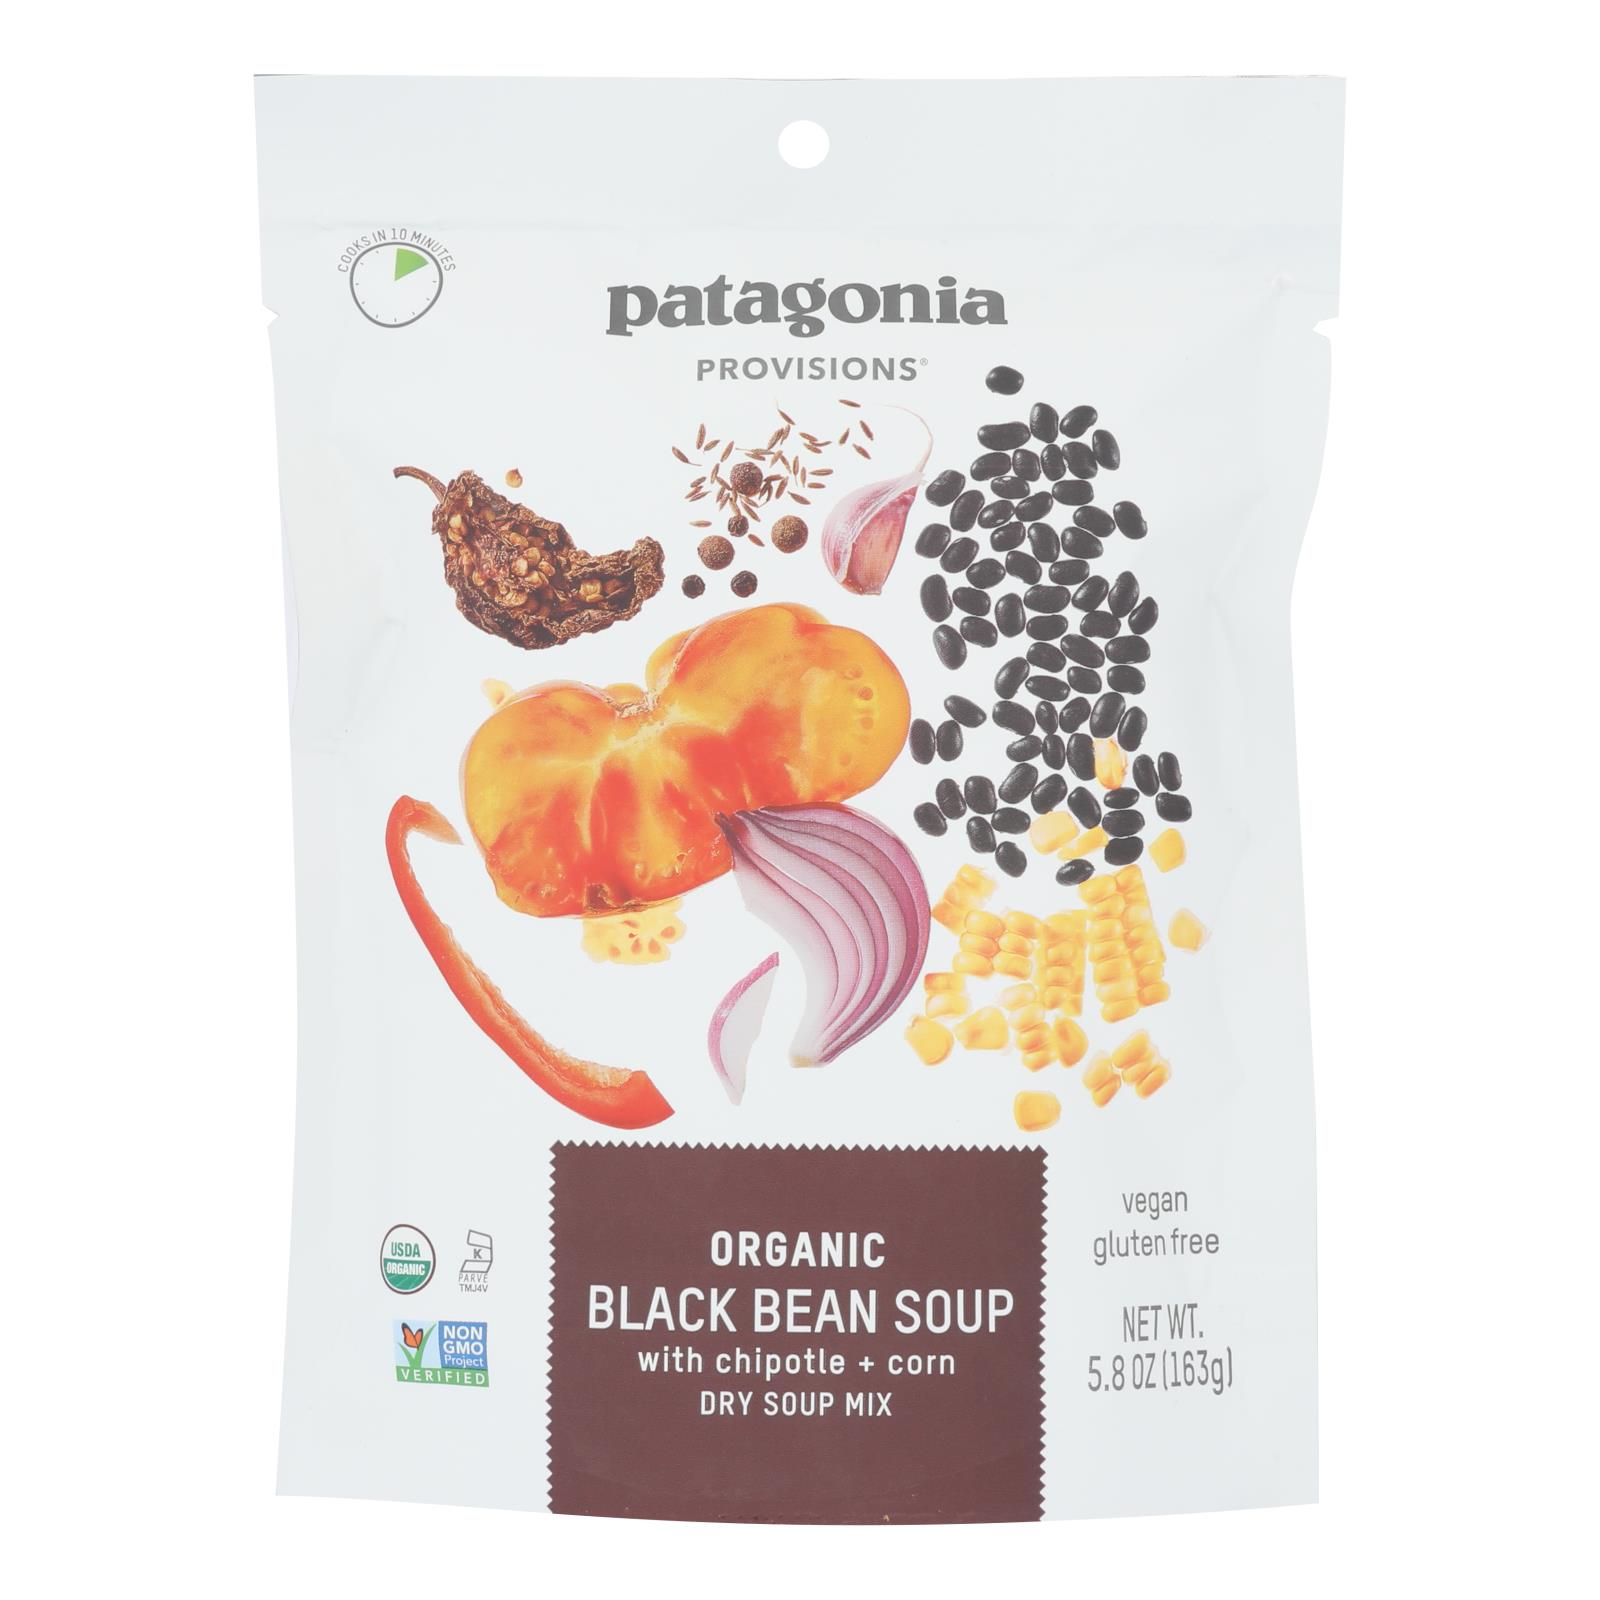 COOKS IN 10 MINUTES
patagonia
PROVISIONS®
ORGANIC
BLACK BEAN SOUP
with chipotle + corn
DRY SOUP MIX
USDA
ORGANIC
K
PARVE
TMJ4V
NON
GMO
Project
VERIFIED
vegan
gluten free
NET WT.
5.8 OZ (163g)